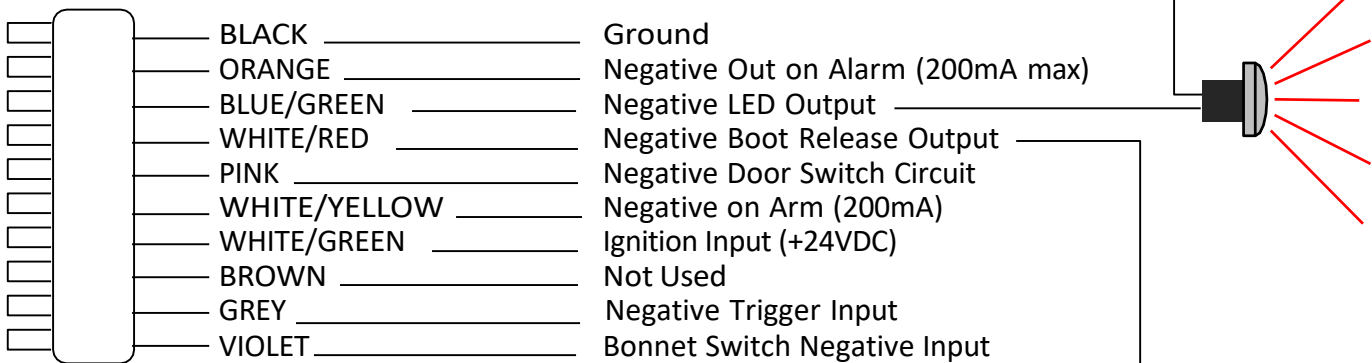 BLACK Ground
ORANGE Negative Out on Alarm (200mA max)
BLUE/GREEN Negative LED Output
WHITE/RED Negative Boot Release Output
PINK Negative Door Switch Circuit
WHITE/YELLOW Negative on Arm (200mA)
WHITE/GREEN Ignition Input (+24VDC)
BROWN Not Used
GREY Negative Trigger Input
VIOLET Bonnet Switch Negative Input